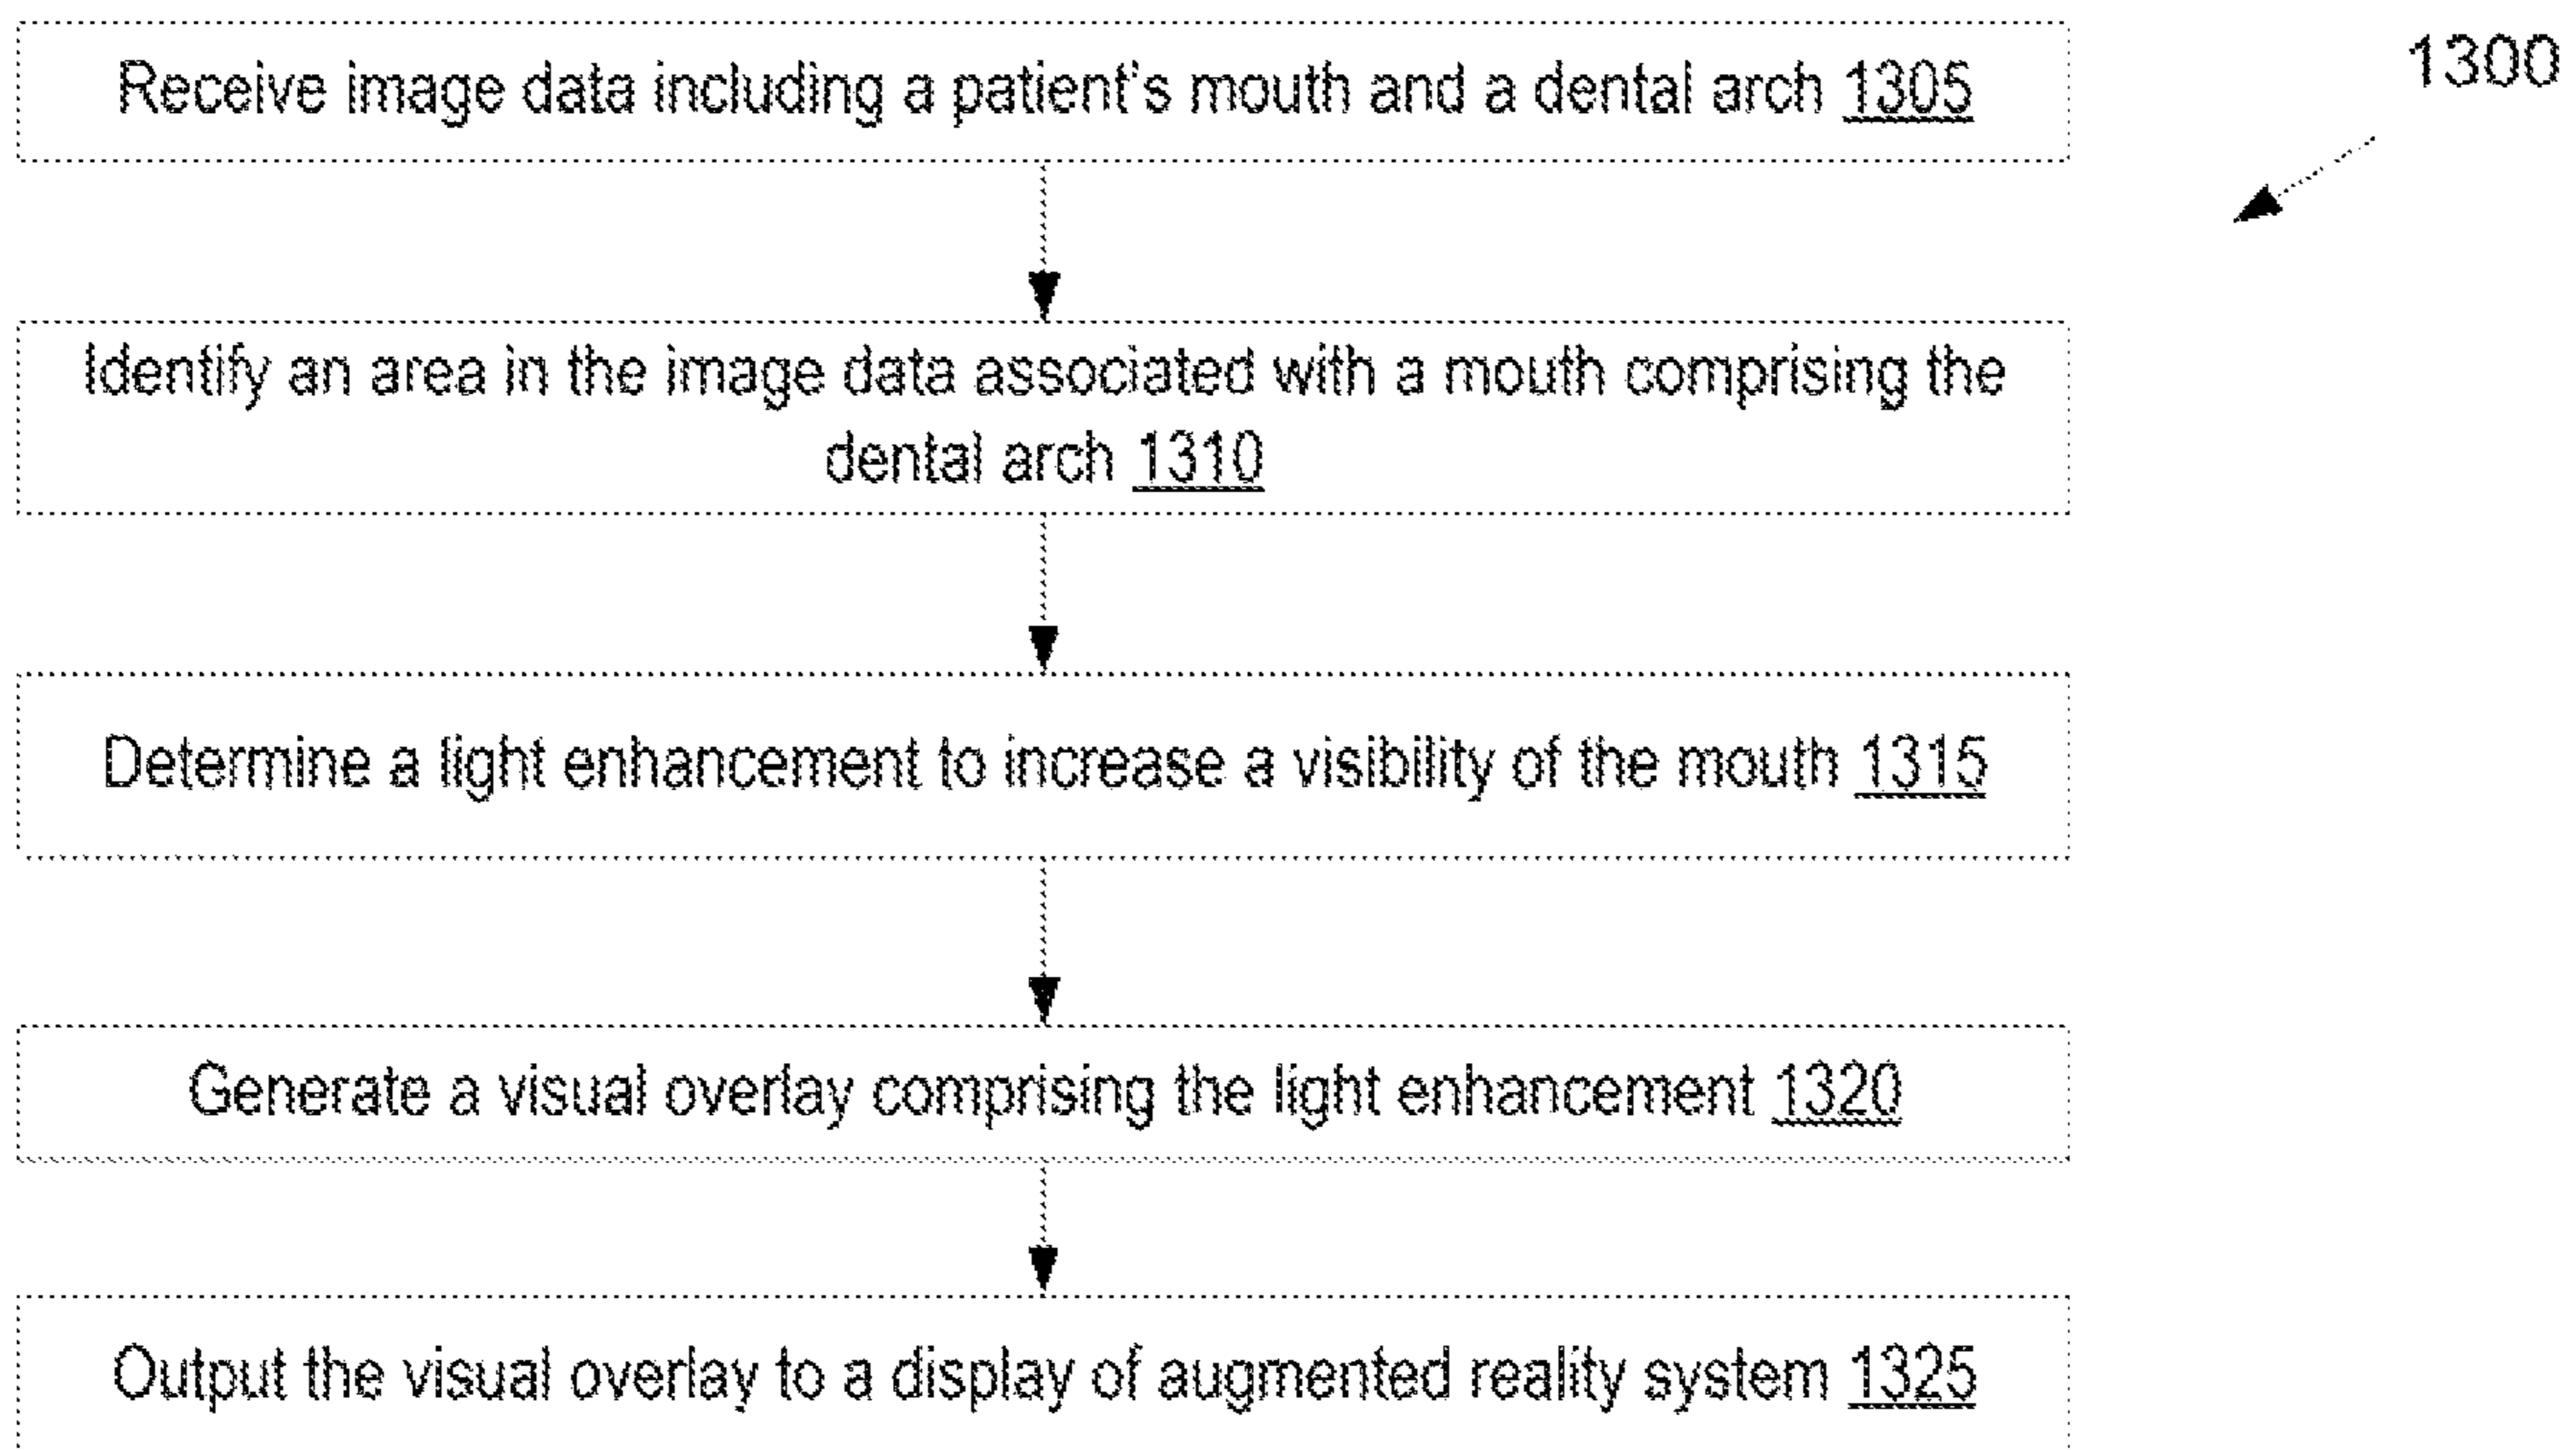 1300
Receive image data including a patient's mouth and a dental arch 1305
Identify an area in the image data associated with a mouth comprising the
dental arch 1310
Determine a light enhancement to increase a visibility of the mouth 1315
Generate a visual overlay comprising the light enhancement 1320
Output the visual overlay to a display of augmented reality system 1325